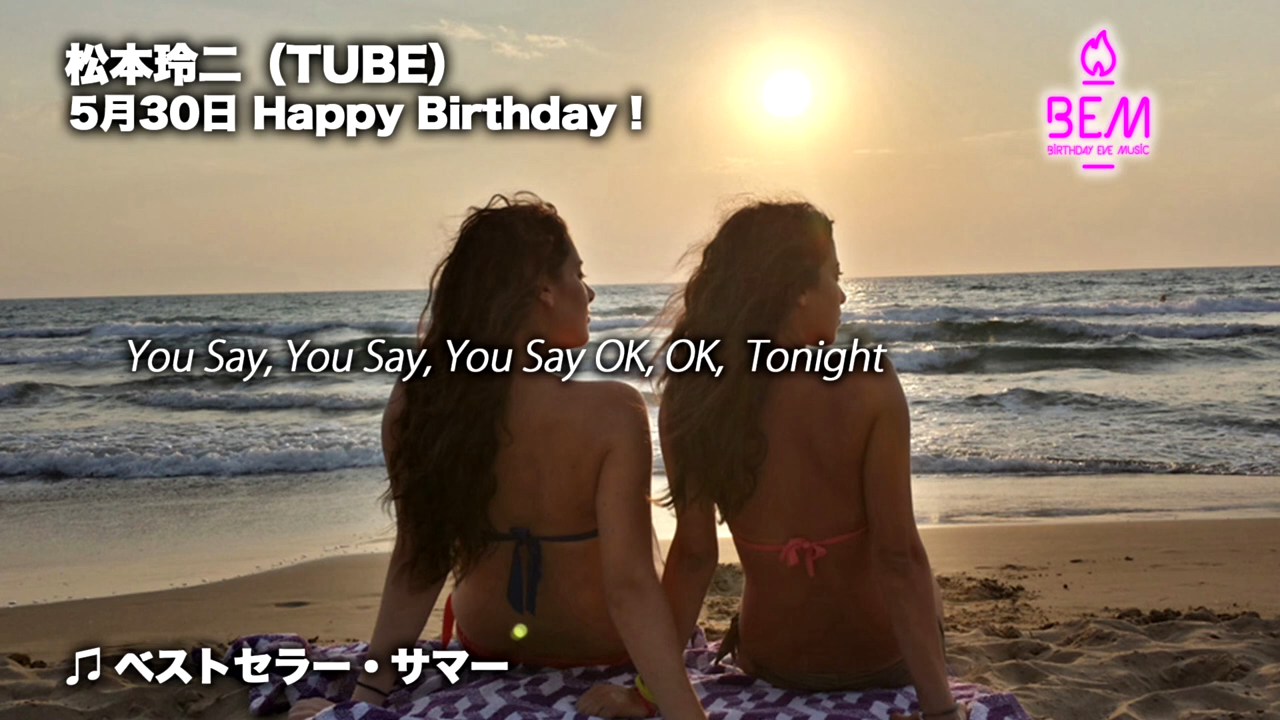 松本玲二（TUBE）
5月30日 Happy Birthday！
BEM
BIRTHDAY EVE MUSIC
You Say, You Say, You Say OK, OK, Tonight
♫ ベストセラー・サマー